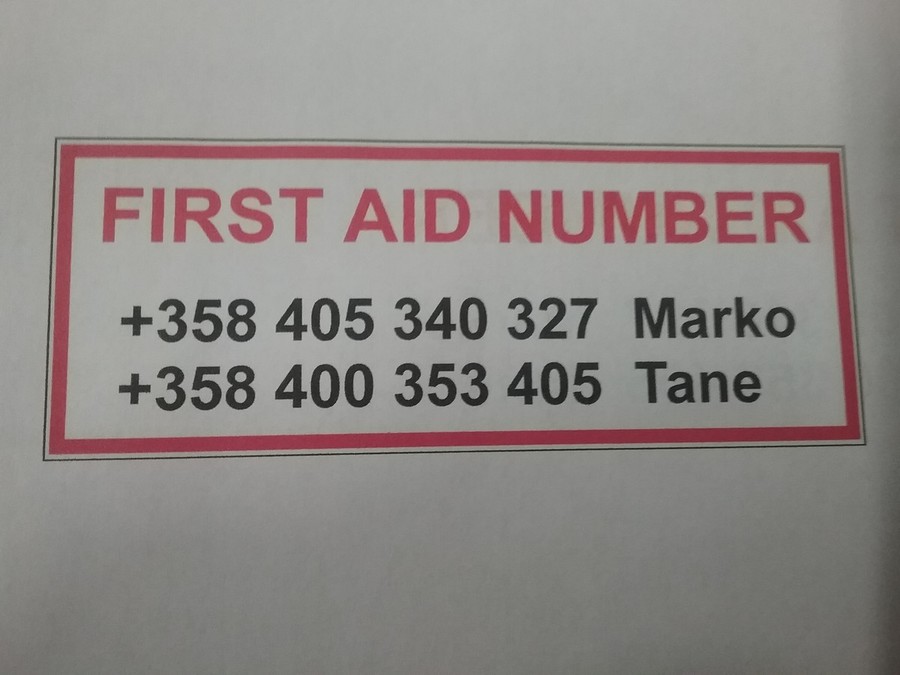 FIRST AID NUMBER
+358 405 340 327 Marko
+358 400 353 405 Tane